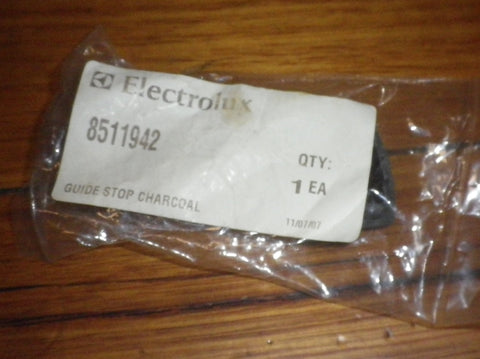 Electrolux
8511942
QTY:
1 EA
GUIDE STOP CHARCOAL
11/07/07